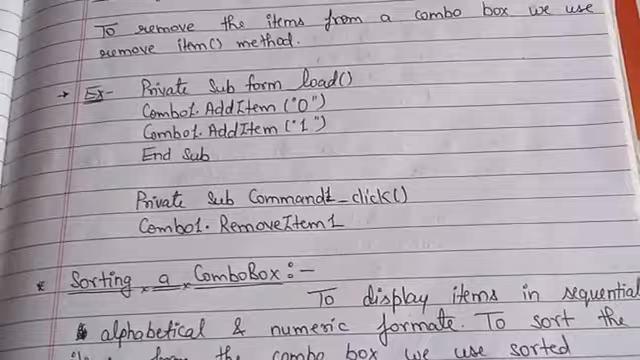 To remove the items from a combo box we use
remove item() method.
→ Ex- Private Sub form load()
Combo1. AddItem ("0")
Combo1. AddItem ("1")
End Sub
Private Sub Command1_click()
Combo1. RemoveItem 1
* Sorting a ComboBox :-
To display items in sequential
alphabetical & numeric formate. To sort the
from the combo box we use sorted